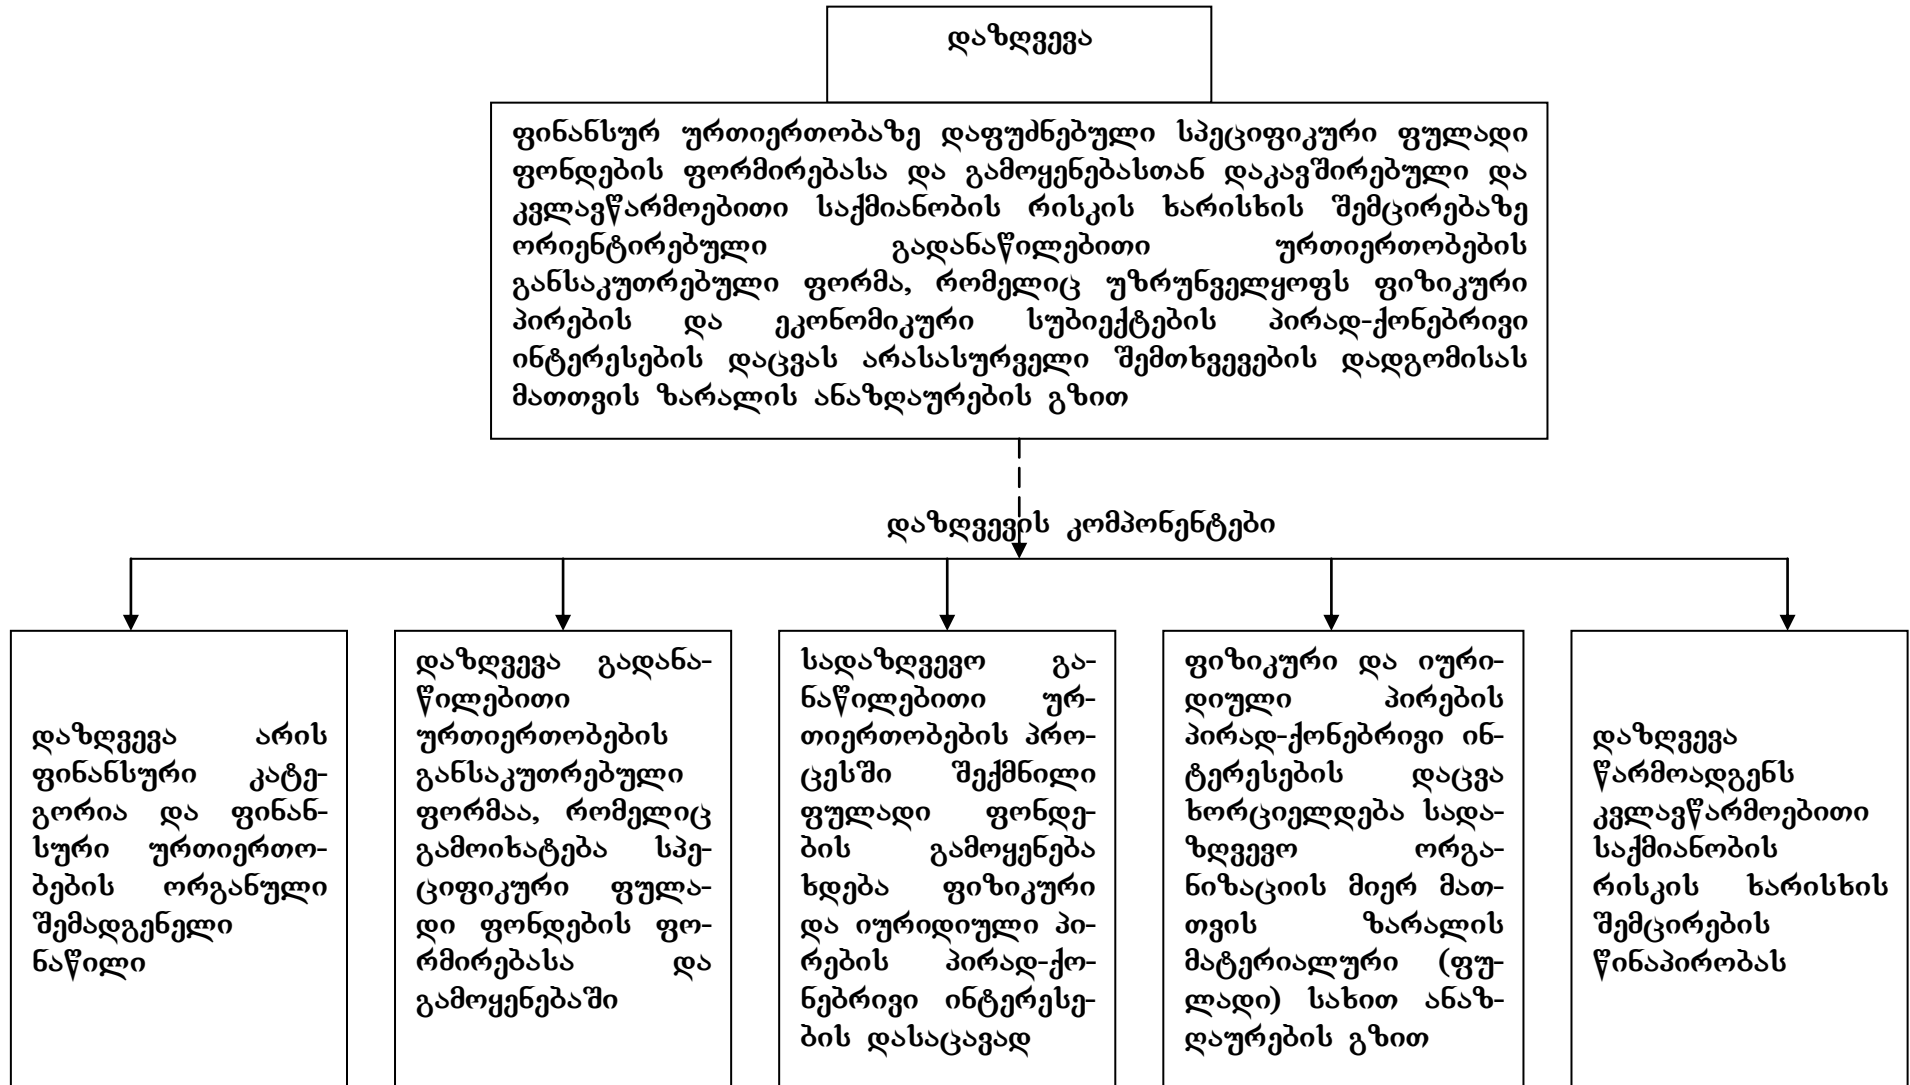 დაზღვევა
ფინანსურ ურთიერთობაზე დაფუძნებული სპეციფიკური ფულადი
ფონდების ფორმირებასა და გამოყენებასთან დაკავშირებული და
კვლავწარმოებითი საქმიანობის რისკის ხარისხის შემცირებაზე
ორიენტირებული გადანაწილებითი ურთიერთობების
განსაკუთრებული ფორმა, რომელიც უზრუნველყოფს ფიზიკური
პირების და ეკონომიკური სუბიექტების პირად-ქონებრივი
ინტერესების დაცვას არასასურველი შემთხვევების დადგომისას
მათთვის ზარალის ანაზღაურების გზით
დაზღვევის კომპონენტები
დაზღვევა არის
ფინანსური კატე-
გორია და ფინან-
სური ურთიერთო-
ბების ორგანული
შემადგენელი
ნაწილი
დაზღვევა გადანა-
წილებითი
ურთიერთობების
განსაკუთრებული
ფორმაა, რომელიც
გამოიხატება სპე-
ციფიკური ფულა-
დი ფონდების ფო-
რმირებასა და
გამოყენებაში
სადაზღვევო გა-
ნაწილებითი ურ-
თიერთობების პრო-
ცესში შექმნილი
ფულადი ფონდე-
ბის გამოყენება
ხდება ფიზიკური
და იურიდიული პი-
რების პირად-ქო-
ნებრივი ინტერესე-
ბის დასაცავად
ფიზიკური და იური-
დიული პირების
პირად-ქონებრივი ინ-
ტერესების დაცვა
ხორციელდება სადა-
ზღვევო ორგა-
ნიზაციის მიერ მათ-
თვის ზარალის
მატერიალური (ფუ-
ლადი) სახით ანაზ-
ღაურების გზით
დაზღვევა
წარმოადგენს
კვლავწარმოებითი
საქმიანობის
რისკის ხარისხის
შემცირების
წინაპირობას